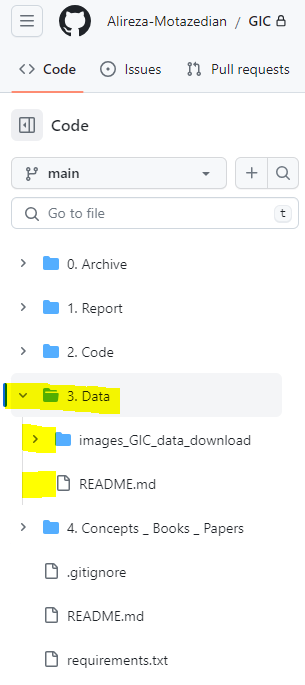 Alireza-Motazedian / GIC
Code Issues Pull requests
Code
main
Go to file t
0. Archive
1. Report
2. Code
3. Data
images_GIC_data_download
README.md
4. Concepts _ Books _ Papers
.gitignore
README.md
requirements.txt